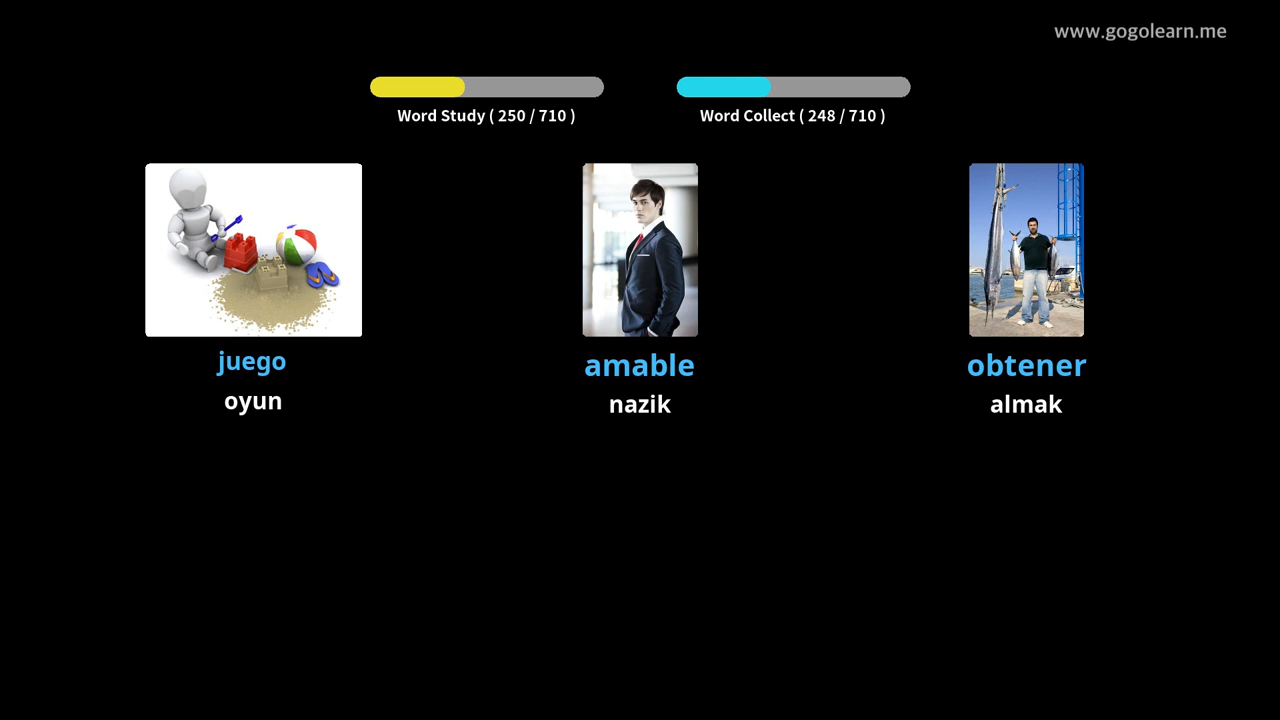 www.gogolearn.me
Word Study ( 250 / 710 )
Word Collect ( 248 / 710 )
juego
oyun
amable
nazik
obtener
almak